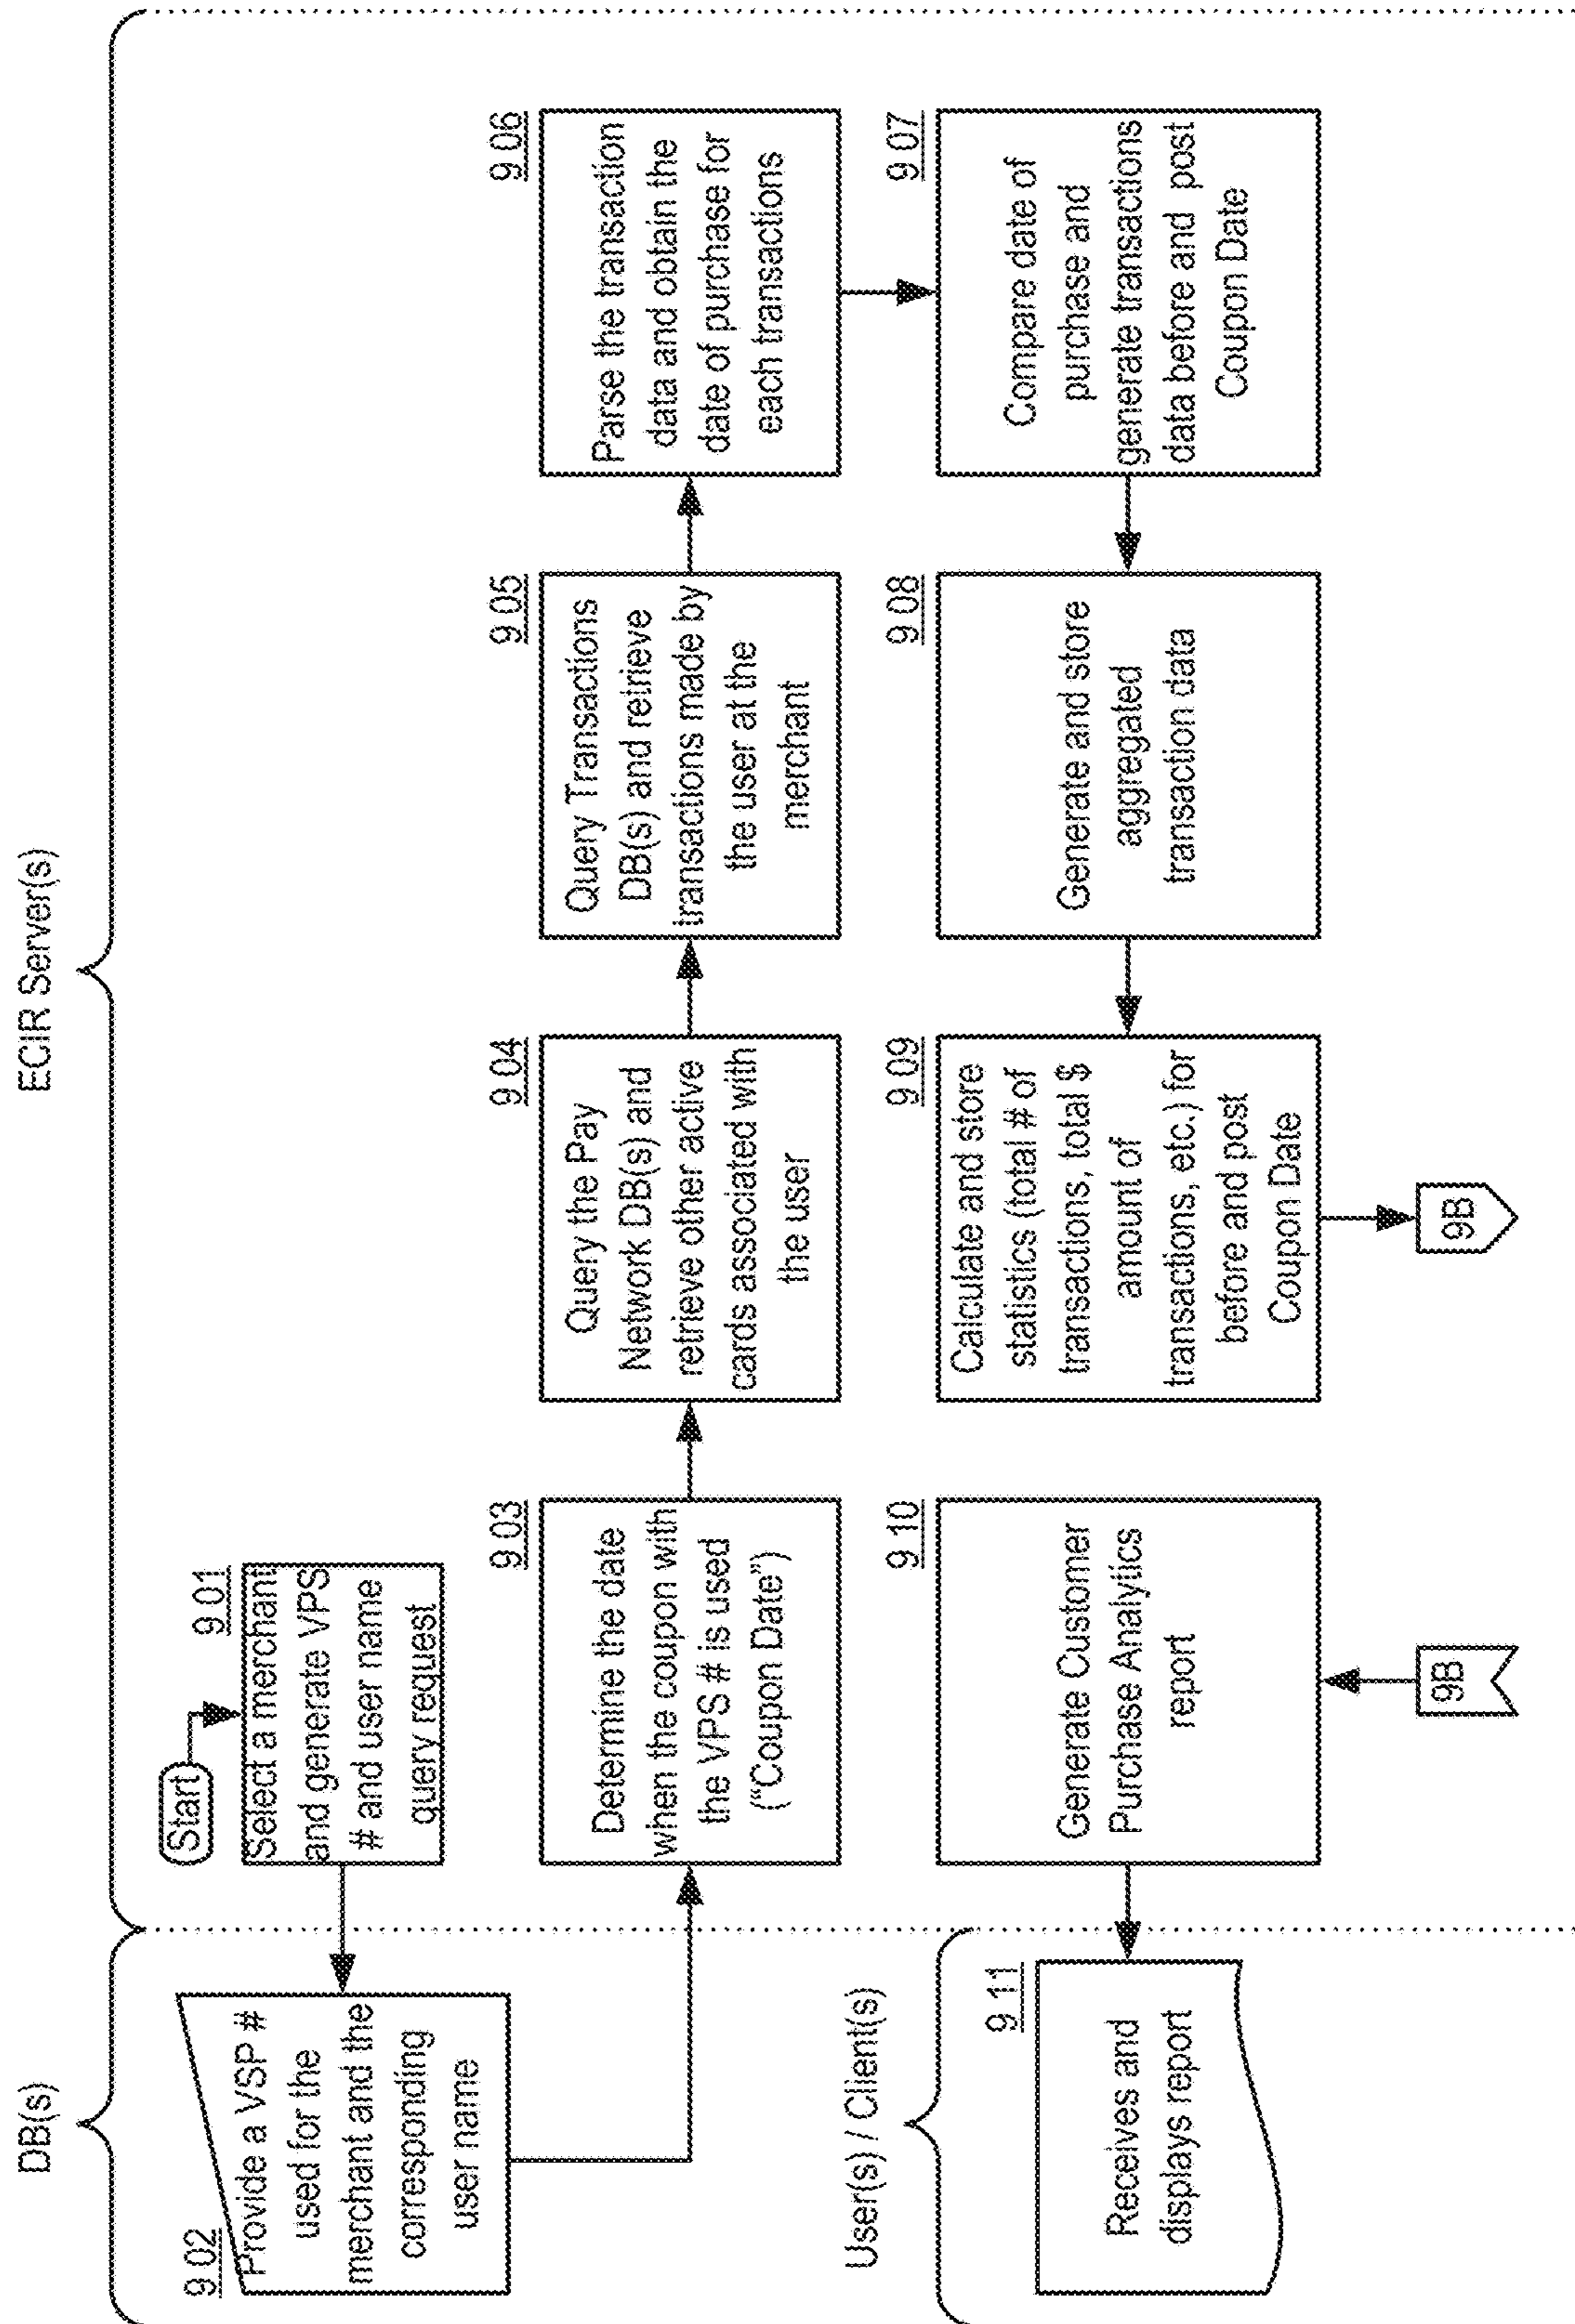 DB(s)
ECIR Server(s)
Start
9 01
Select a merchant
and generate VPS
# and user name
query request
9 02
Provide a VSP #
used for the
merchant and the
corresponding
user name
9 03
Determine the date
when the coupon with
the VPS # is used
(“Coupon Date”)
9 04
Query the Pay
Network DB(s) and
retrieve other active
cards associated with
the user
9 05
Query Transactions
DB(s) and retrieve
transactions made by
the user at the
merchant
9 06
Parse the transaction
data and obtain the
date of purchase for
each transactions
9 07
Compare date of
purchase and
generate transactions
data before and post
Coupon Date
9 08
Generate and store
aggregated
transaction data
9 09
Calculate and store
statistics (total # of
transactions, total $
amount of
transactions, etc.) for
before and post
Coupon Date
9B
9B
9 10
Generate Customer
Purchase Analytics
report
User(s) / Client(s)
9 11
Receives and
displays report